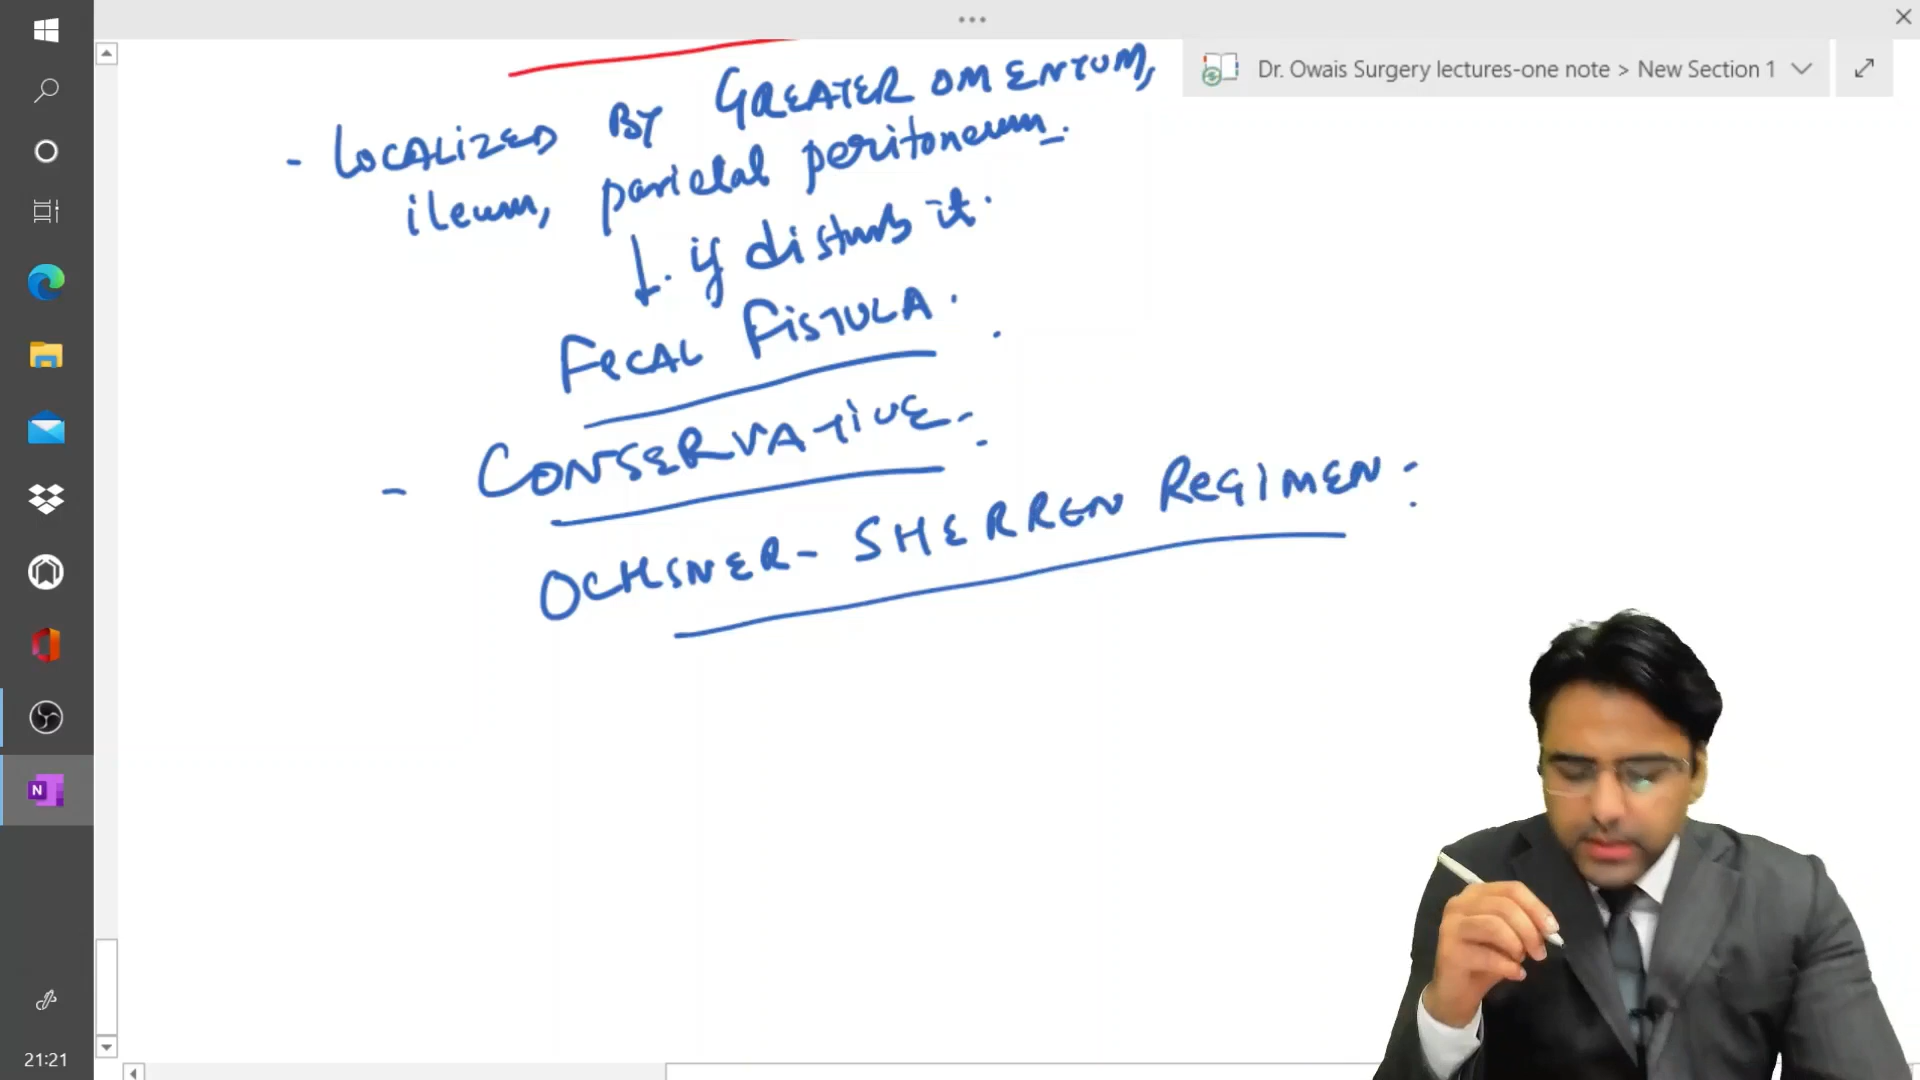 Dr. Owais Surgery lectures-one note > New Section 1
- LOCALIZED BY GREATER OMENTUM,
ileum, parietal peritoneum.
↓. if disturb it.
FECAL FISTULA.
- CONSERVATIVE-:
OCHSNER-SHERREN REGIMEN:
N
21:21